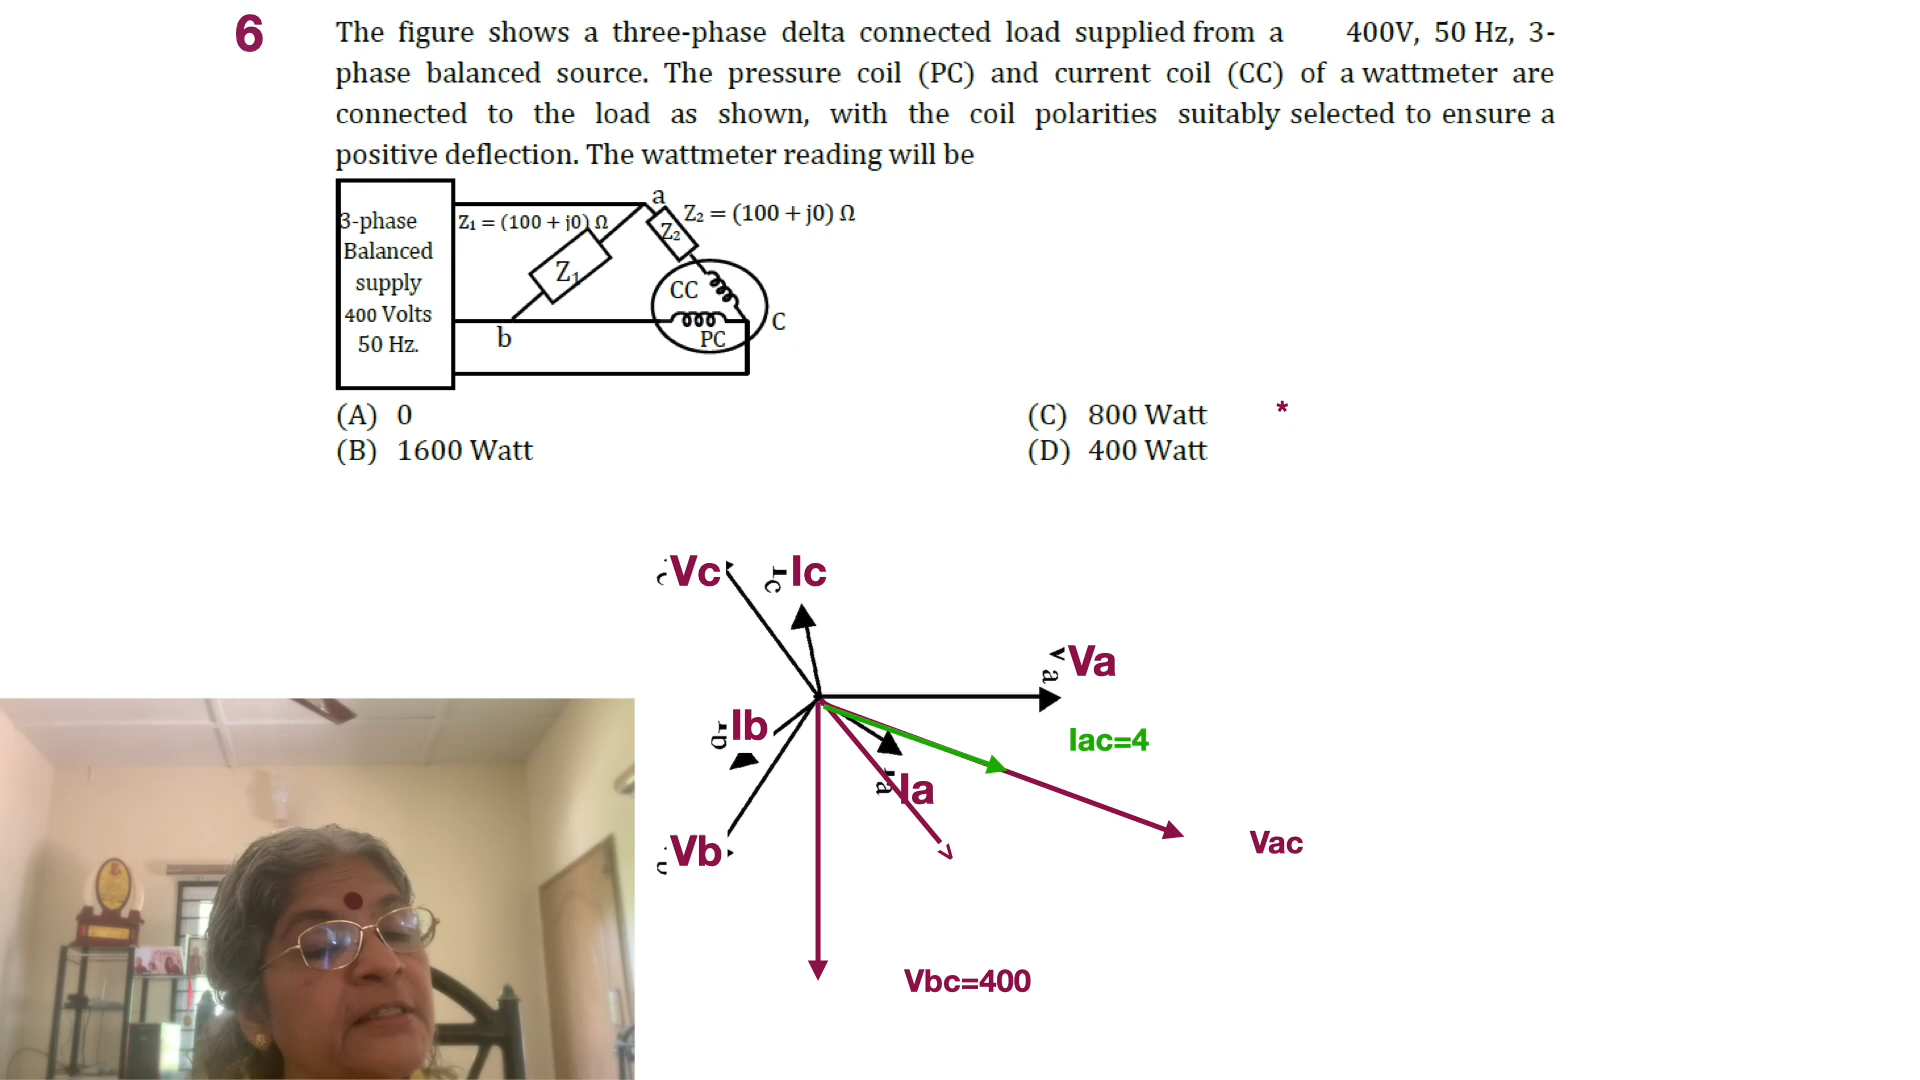 6
The figure shows a three-phase delta connected load supplied from a 400V, 50 Hz, 3-
phase balanced source. The pressure coil (PC) and current coil (CC) of a wattmeter are
connected to the load as shown, with the coil polarities suitably selected to ensure a
positive deflection. The wattmeter reading will be
3-phase
Balanced
supply
400 Volts
50 Hz.
Z₁ = (100 + j0) Ω
a
Z₂ = (100 + j0) Ω
Z₂
Z₁
CC
PC
b
C
(A) 0
(B) 1600 Watt
(C) 800 Watt *
(D) 400 Watt
Vc
Ic
Va
Ib
Iac=4
Ia
Vb
Vac
Vbc=400